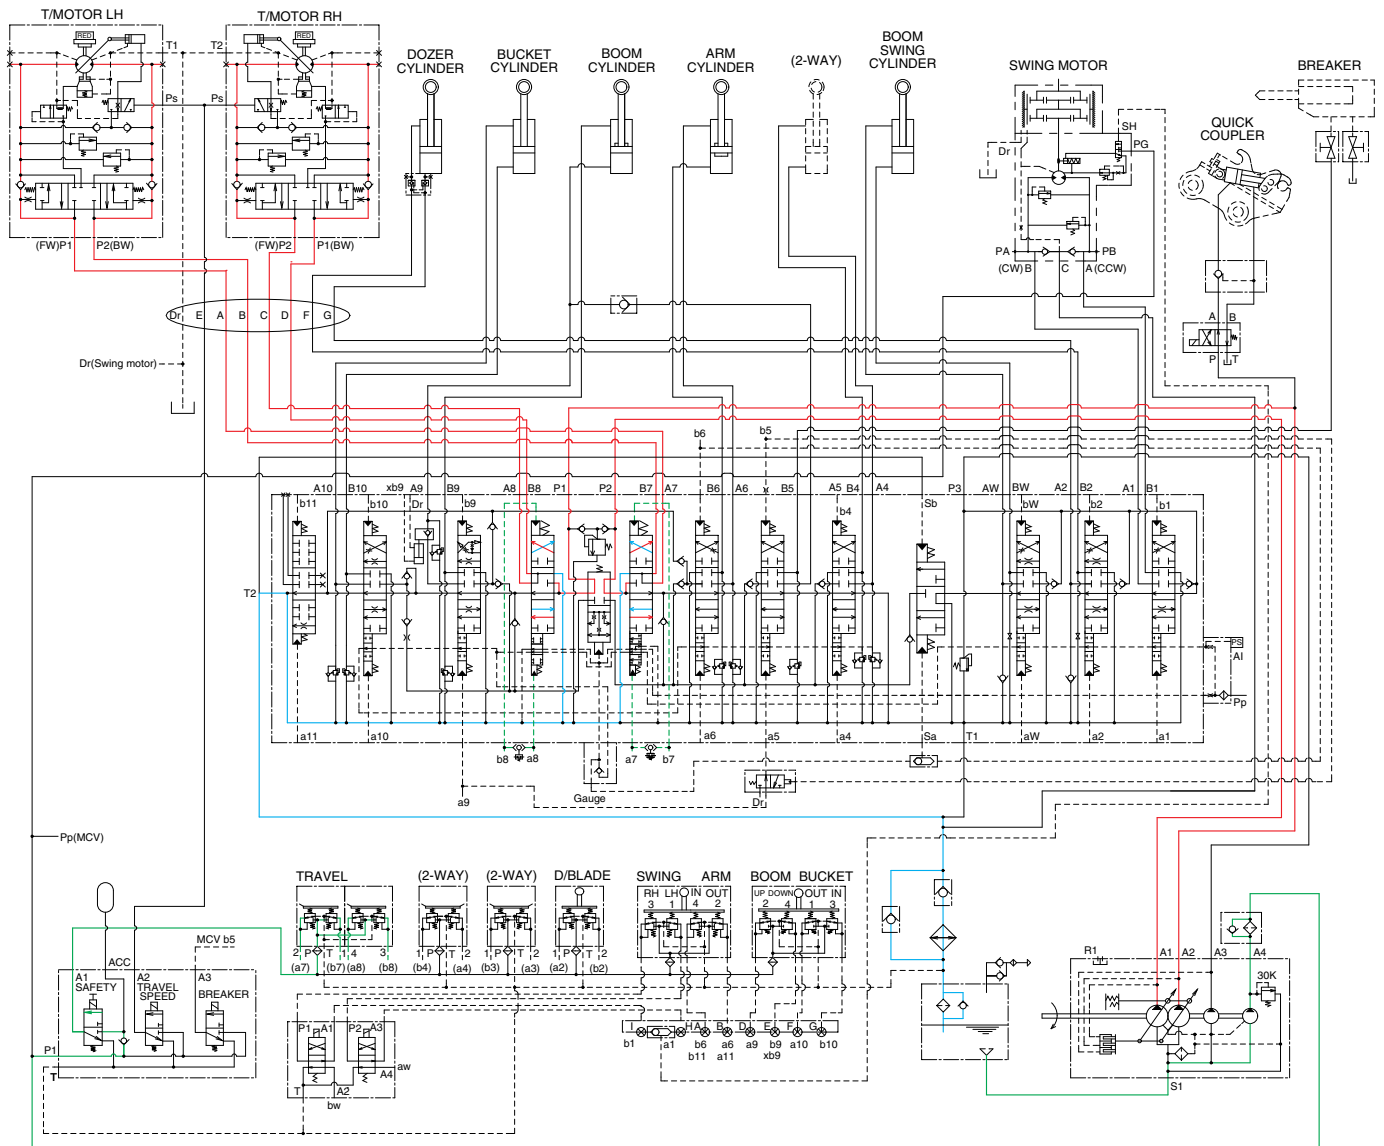 T/MOTOR LH
T/MOTOR RH
RED
RED
T1
T2
Ps
Ps
(FW)P1
P2(BW)
(FW)P2
P1(BW)
DOZER
CYLINDER
BUCKET
CYLINDER
BOOM
CYLINDER
ARM
CYLINDER
(2-WAY)
BOOM
SWING
CYLINDER
SWING MOTOR
BREAKER
QUICK
COUPLER
SH
PG
Dr
PA
PB
(CW) B
C
A (CCW)
A
B
P
T
Dr E A B C D F G
Dr(Swing motor)
b6
b5
A10 B10 xb9 A9 B9 A8 B8 P1 P2 B7 A7 B6 A6 B5 A5 B4 A4 P3 AW BW A2 B2 A1 B1
b11
b10
Dr
b9
b4
Sb
bW
b2
b1
T2
PS
AI
Pp
a11
a10
b8 a8
a7 b7
a6
a5
a4
Sa
T1
aW
a2
a1
a9
Gauge
Dr
Pp(MCV)
TRAVEL
(2-WAY)
(2-WAY)
D/BLADE
SWING
ARM
BOOM
BUCKET
RH LH IN OUT
3 1 4 2
UP DOWN OUT IN
2 4 1 3
2 P T 1 4 3
(a7) (b7) (a8) (b8)
1 P T 2
(b4) (a4)
1 P T 2
(b3) (a3)
1 P T 2
(a2) (b2)
MCV b5
ACC
A1
SAFETY
A2
TRAVEL
SPEED
A3
BREAKER
P1
T
P1 A1 P2 A3
T
A2
A4
aw
bw
I H A B D E F G
b1 a1 b6 a6 a9 b9 a10 b10
b11 a11 xb9
R1
A1 A2 A3 A4
30K
S1